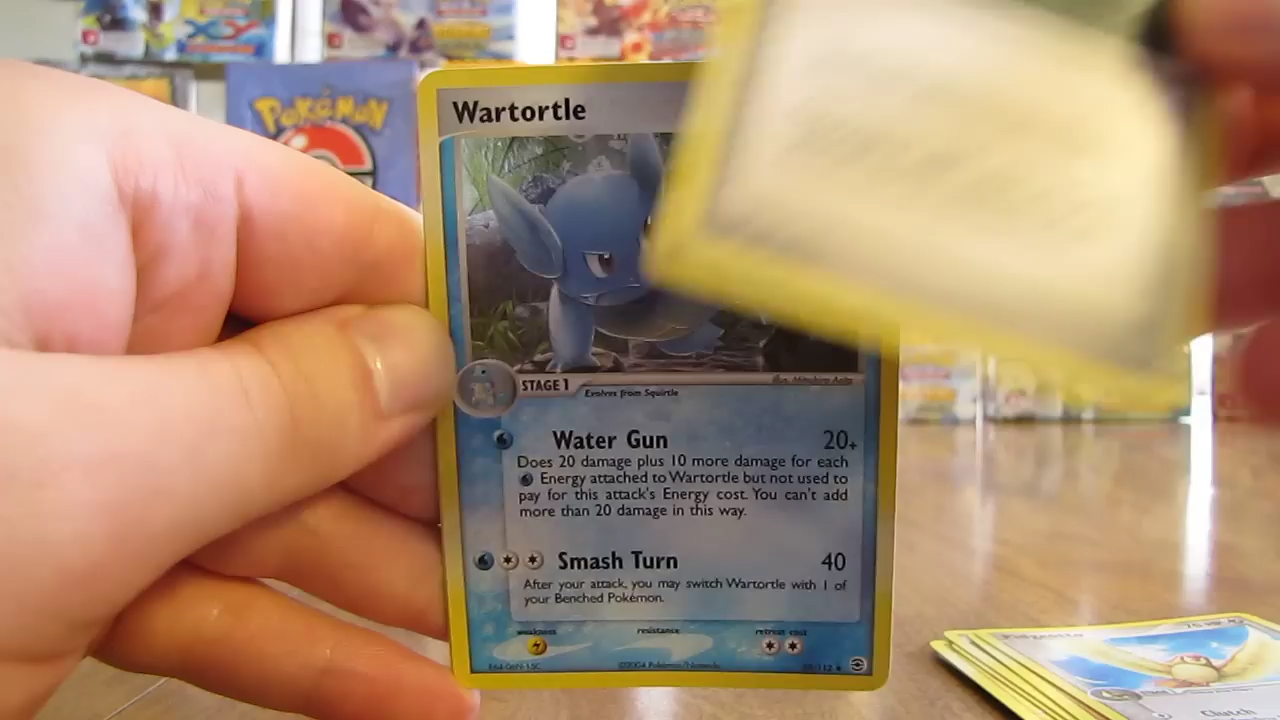 POKéMON
Wartortle
STAGE 1
Evolves from Squirtle
Water Gun 20+
Does 20 damage plus 10 more damage for each
Energy attached to Wartortle but not used to
pay for this attack's Energy cost. You can't add
more than 20 damage in this way.
Smash Turn 40
After your attack, you may switch Wartortle with 1 of
your Benched Pokémon.
weakness resistance retreat cost
©2004 Pokémon/Nintendo
Clutch